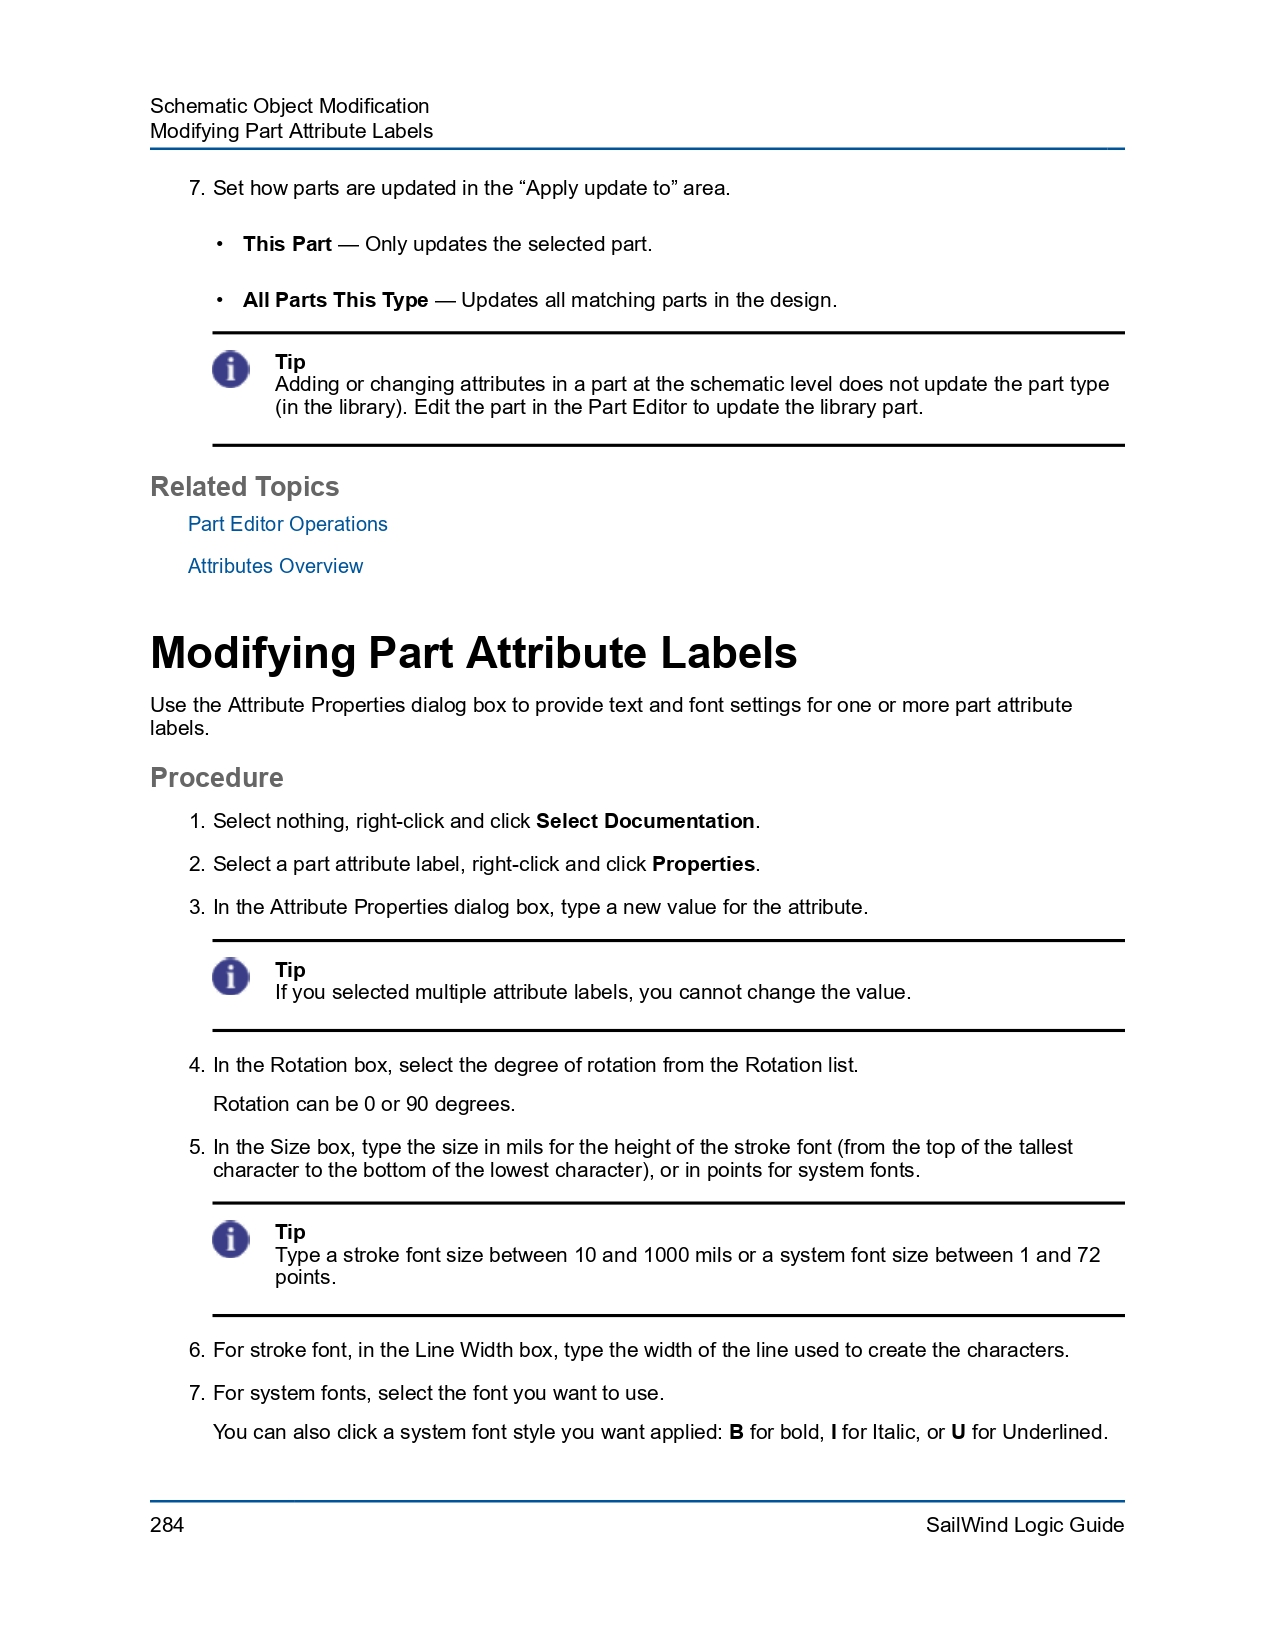 Schematic Object Modification
Modifying Part Attribute Labels
7. Set how parts are updated in the “Apply update to” area.
• This Part — Only updates the selected part.
• All Parts This Type — Updates all matching parts in the design.
Tip
Adding or changing attributes in a part at the schematic level does not update the part type
(in the library). Edit the part in the Part Editor to update the library part.
Related Topics
Part Editor Operations
Attributes Overview
Modifying Part Attribute Labels
Use the Attribute Properties dialog box to provide text and font settings for one or more part attribute
labels.
Procedure
1. Select nothing, right-click and click Select Documentation.
2. Select a part attribute label, right-click and click Properties.
3. In the Attribute Properties dialog box, type a new value for the attribute.
Tip
If you selected multiple attribute labels, you cannot change the value.
4. In the Rotation box, select the degree of rotation from the Rotation list.
Rotation can be 0 or 90 degrees.
5. In the Size box, type the size in mils for the height of the stroke font (from the top of the tallest
character to the bottom of the lowest character), or in points for system fonts.
Tip
Type a stroke font size between 10 and 1000 mils or a system font size between 1 and 72
points.
6. For stroke font, in the Line Width box, type the width of the line used to create the characters.
7. For system fonts, select the font you want to use.
You can also click a system font style you want applied: B for bold, I for Italic, or U for Underlined.
284
SailWind Logic Guide